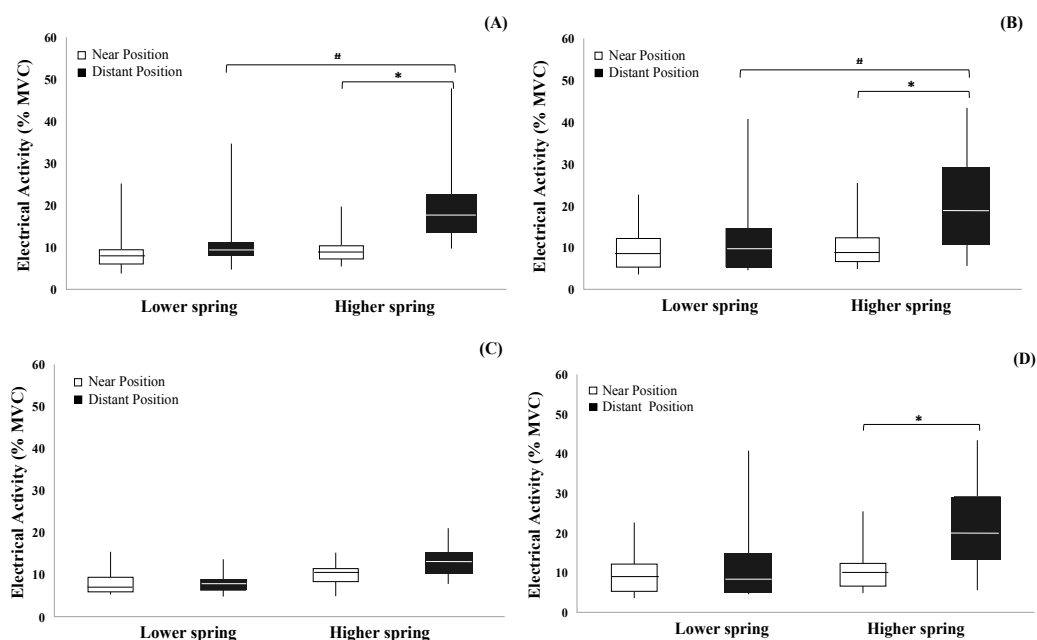 (A)
Electrical Activity (% MVC)
60
50
40
30
20
10
0
Near Position
Distant Position
#
*
Lower spring
Higher spring
(B)
Electrical Activity (% MVC)
60
50
40
30
20
10
0
Near Position
Distant Position
#
*
Lower spring
Higher spring
(C)
Electrical Activity (% MVC)
60
50
40
30
20
10
0
Near Position
Distant Position
Lower spring
Higher spring
(D)
Electrical Activity (% MVC)
60
50
40
30
20
10
0
Near Position
Distant Position
*
Lower spring
Higher spring